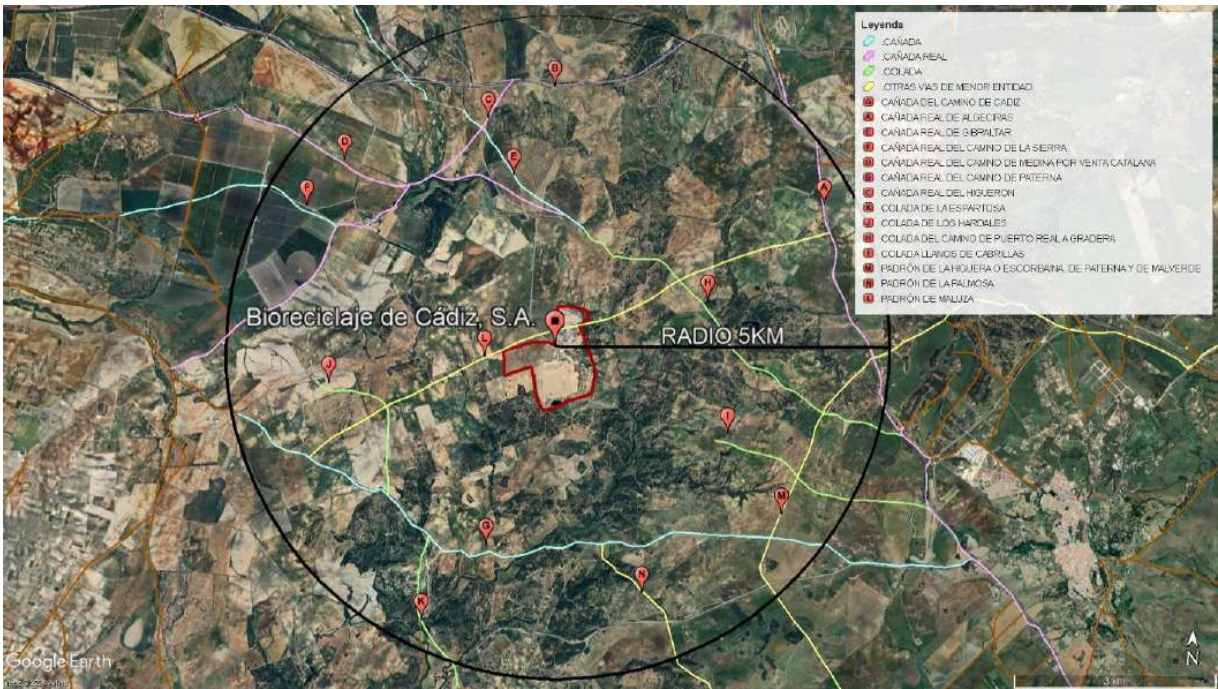 Leyenda
.CAÑADA
.CAÑADA REAL
.COLADA
.OTRAS VÍAS DE MENOR ENTIDAD
G CAÑADA DEL CAMINO DE CADIZ
A CAÑADA REAL DE ALGECIRAS
E CAÑADA REAL DE GIBRALTAR
F CAÑADA REAL DEL CAMINO DE LA SIERRA
D CAÑADA REAL DEL CAMINO DE MEDINA POR VENTA CATALANA
B CAÑADA REAL DEL CAMINO DE PATERNA
C CAÑADA REAL DEL HIGUERON
K COLADA DE LA ESPARTOSA
J COLADA DE LOS HARDALES
H COLADA DEL CAMINO DE PUERTO REAL A GRADERA
I COLADA LLANOS DE CABRILLAS
M PADRÓN DE LA HIGUERA O ESCORBAINA, DE PATERNA Y DE MALVERDE
N PADRÓN DE LA PALMOSA
L PADRÓN DE MALUZA
B
C
D
E
F
A
H
Bioreciclaje de Cádiz, S.A.
L
RADIO 5KM
J
I
M
G
N
K
Google Earth
N
3 km